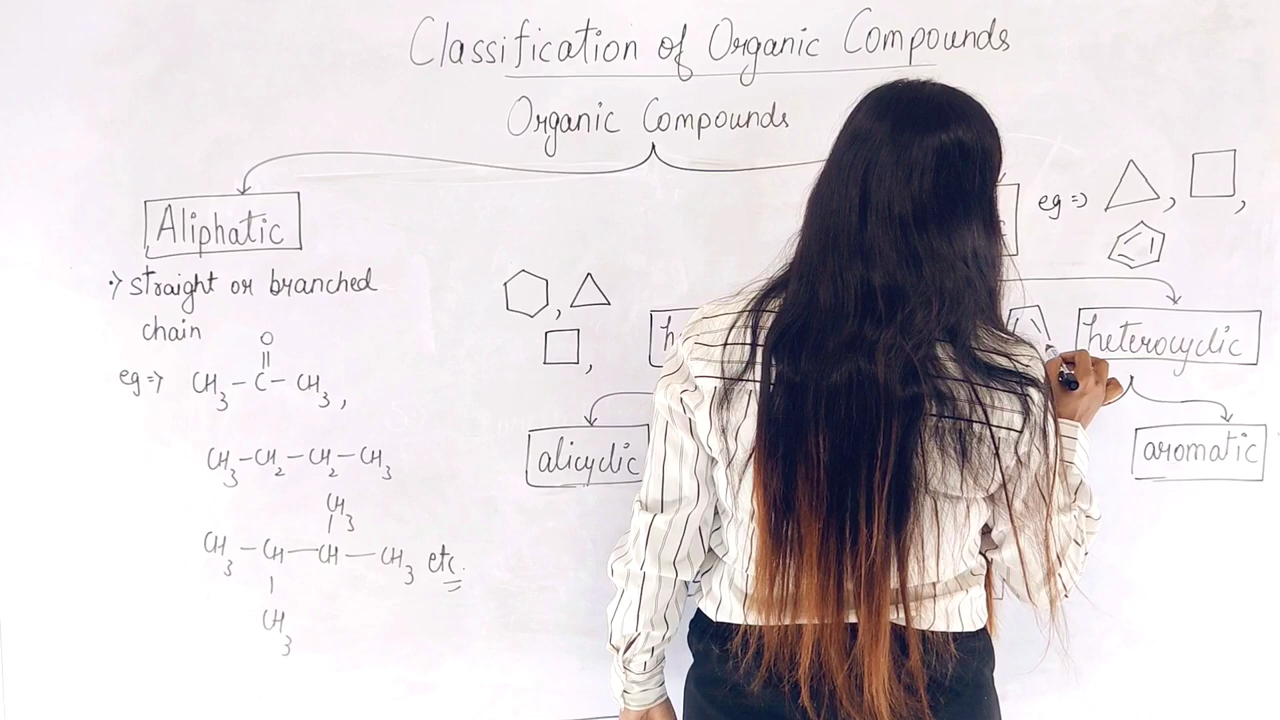 Classification of Organic Compounds
Organic Compounds
Aliphatic
eg ⇒ , ,
straight or branched
chain
, ,
heterocyclic
O
||
eg ⇒ CH₃ – C – CH₃ ,
alicyclic
aromatic
CH₃ – CH₂ – CH₂ – CH₃
CH₃
|
CH₃ – CH — CH — CH₃ etc.
|
CH₃